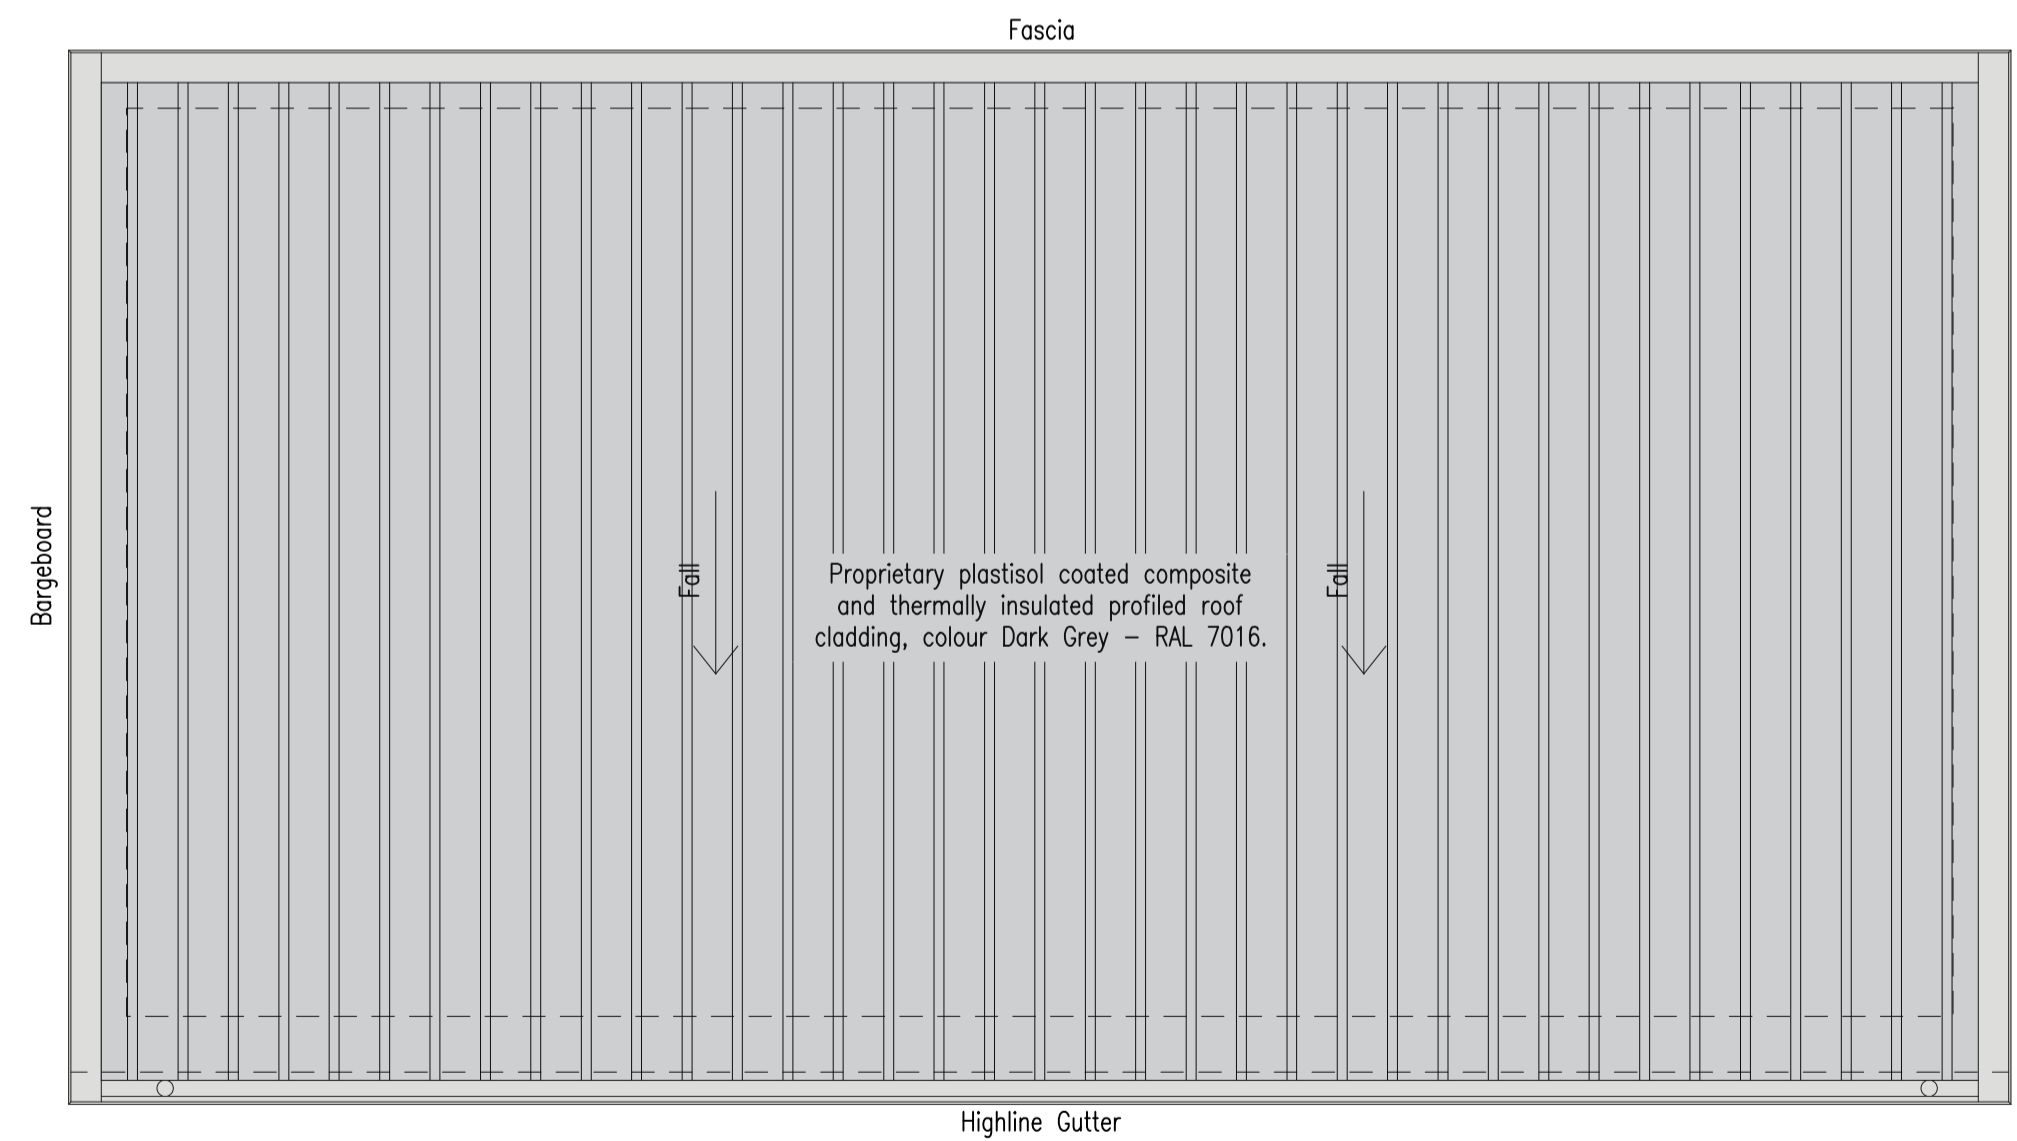 Fascia
Bargeboard
Fall
Proprietary plastisol coated composite
and thermally insulated profiled roof
cladding, colour Dark Grey – RAL 7016.
Fall
Highline Gutter